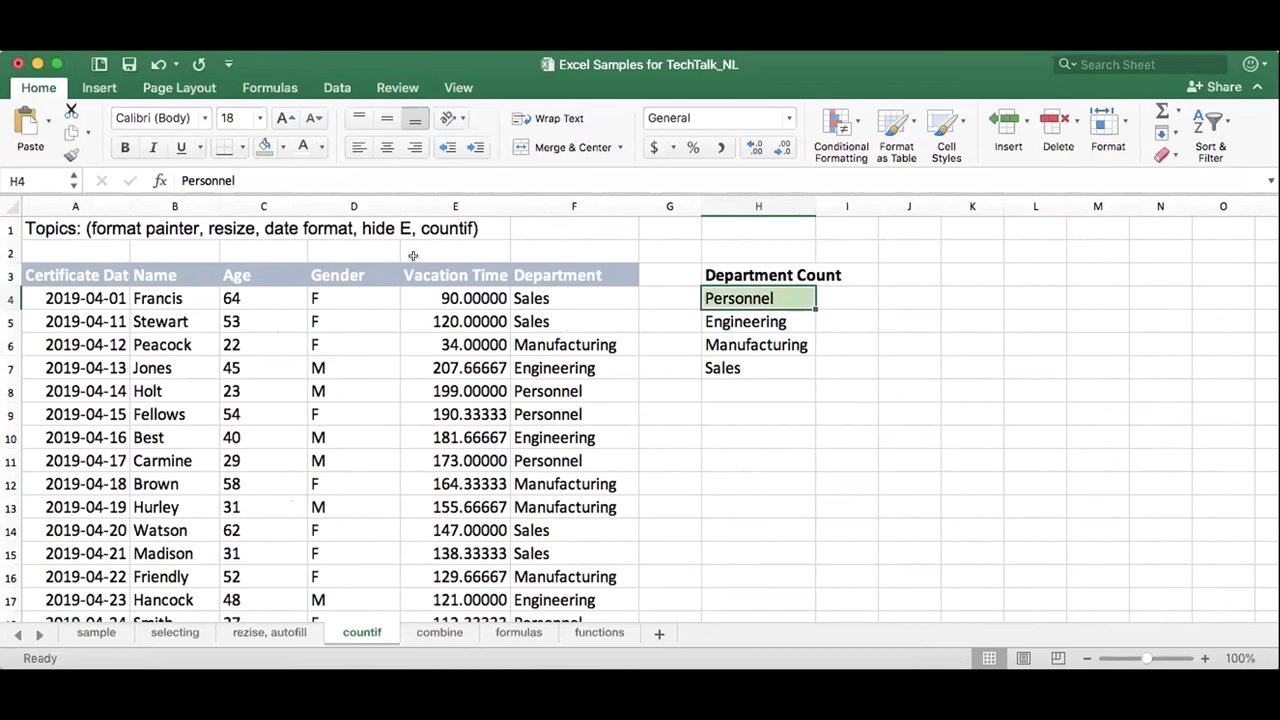 Excel Samples for TechTalk_NL
Search Sheet
Home Insert Page Layout Formulas Data Review View
Share
Paste
Calibri (Body) 18
B I U
Wrap Text
Merge & Center
General
$ %
Conditional Formatting
Format as Table
Cell Styles
Insert
Delete
Format
Sort & Filter
H4 fx Personnel
A B C D E F G H I J K L M N O
1 Topics: (format painter, resize, date format, hide E, countif)
2
3 Certificate Dat Name Age Gender Vacation Time Department Department Count
4 2019-04-01 Francis 64 F 90.00000 Sales Personnel
5 2019-04-11 Stewart 53 F 120.00000 Sales Engineering
6 2019-04-12 Peacock 22 F 34.00000 Manufacturing Manufacturing
7 2019-04-13 Jones 45 M 207.66667 Engineering Sales
8 2019-04-14 Holt 23 M 199.00000 Personnel
9 2019-04-15 Fellows 54 F 190.33333 Personnel
10 2019-04-16 Best 40 M 181.66667 Engineering
11 2019-04-17 Carmine 29 M 173.00000 Personnel
12 2019-04-18 Brown 58 F 164.33333 Manufacturing
13 2019-04-19 Hurley 31 M 155.66667 Manufacturing
14 2019-04-20 Watson 62 F 147.00000 Sales
15 2019-04-21 Madison 31 F 138.33333 Sales
16 2019-04-22 Friendly 52 F 129.66667 Manufacturing
17 2019-04-23 Hancock 48 M 121.00000 Engineering
sample selecting rezise, autofill countif combine formulas functions
Ready 100%